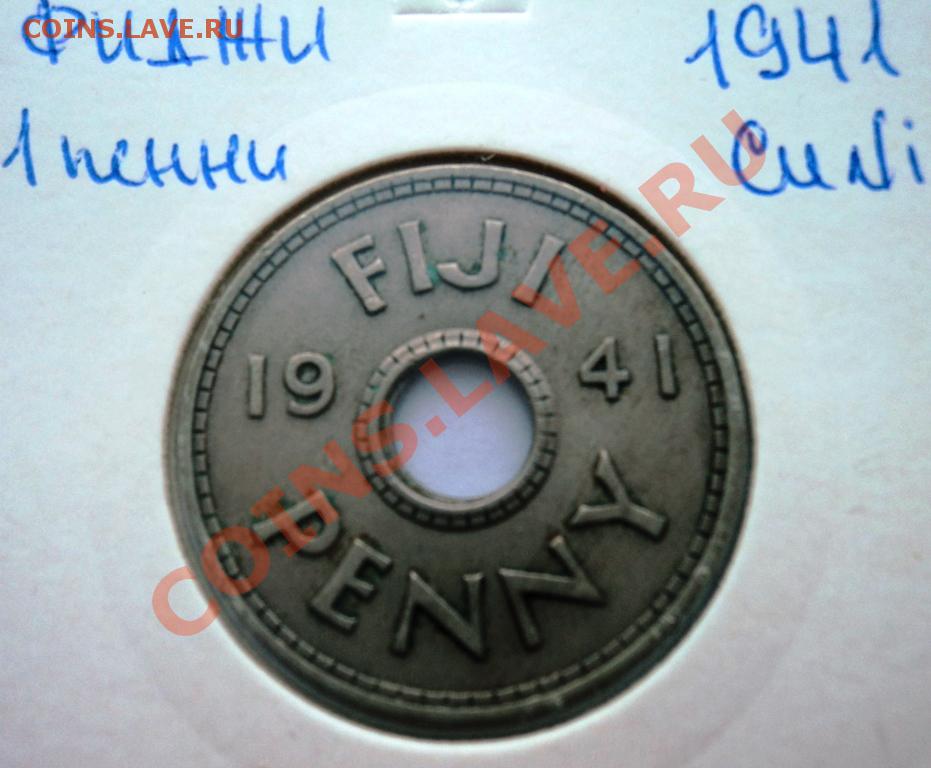 COINS.LAVE.RU
Фиджи 1941
1 пенни CuNi
FIJI
19 41
PENNY
COINS.LAVE.RU